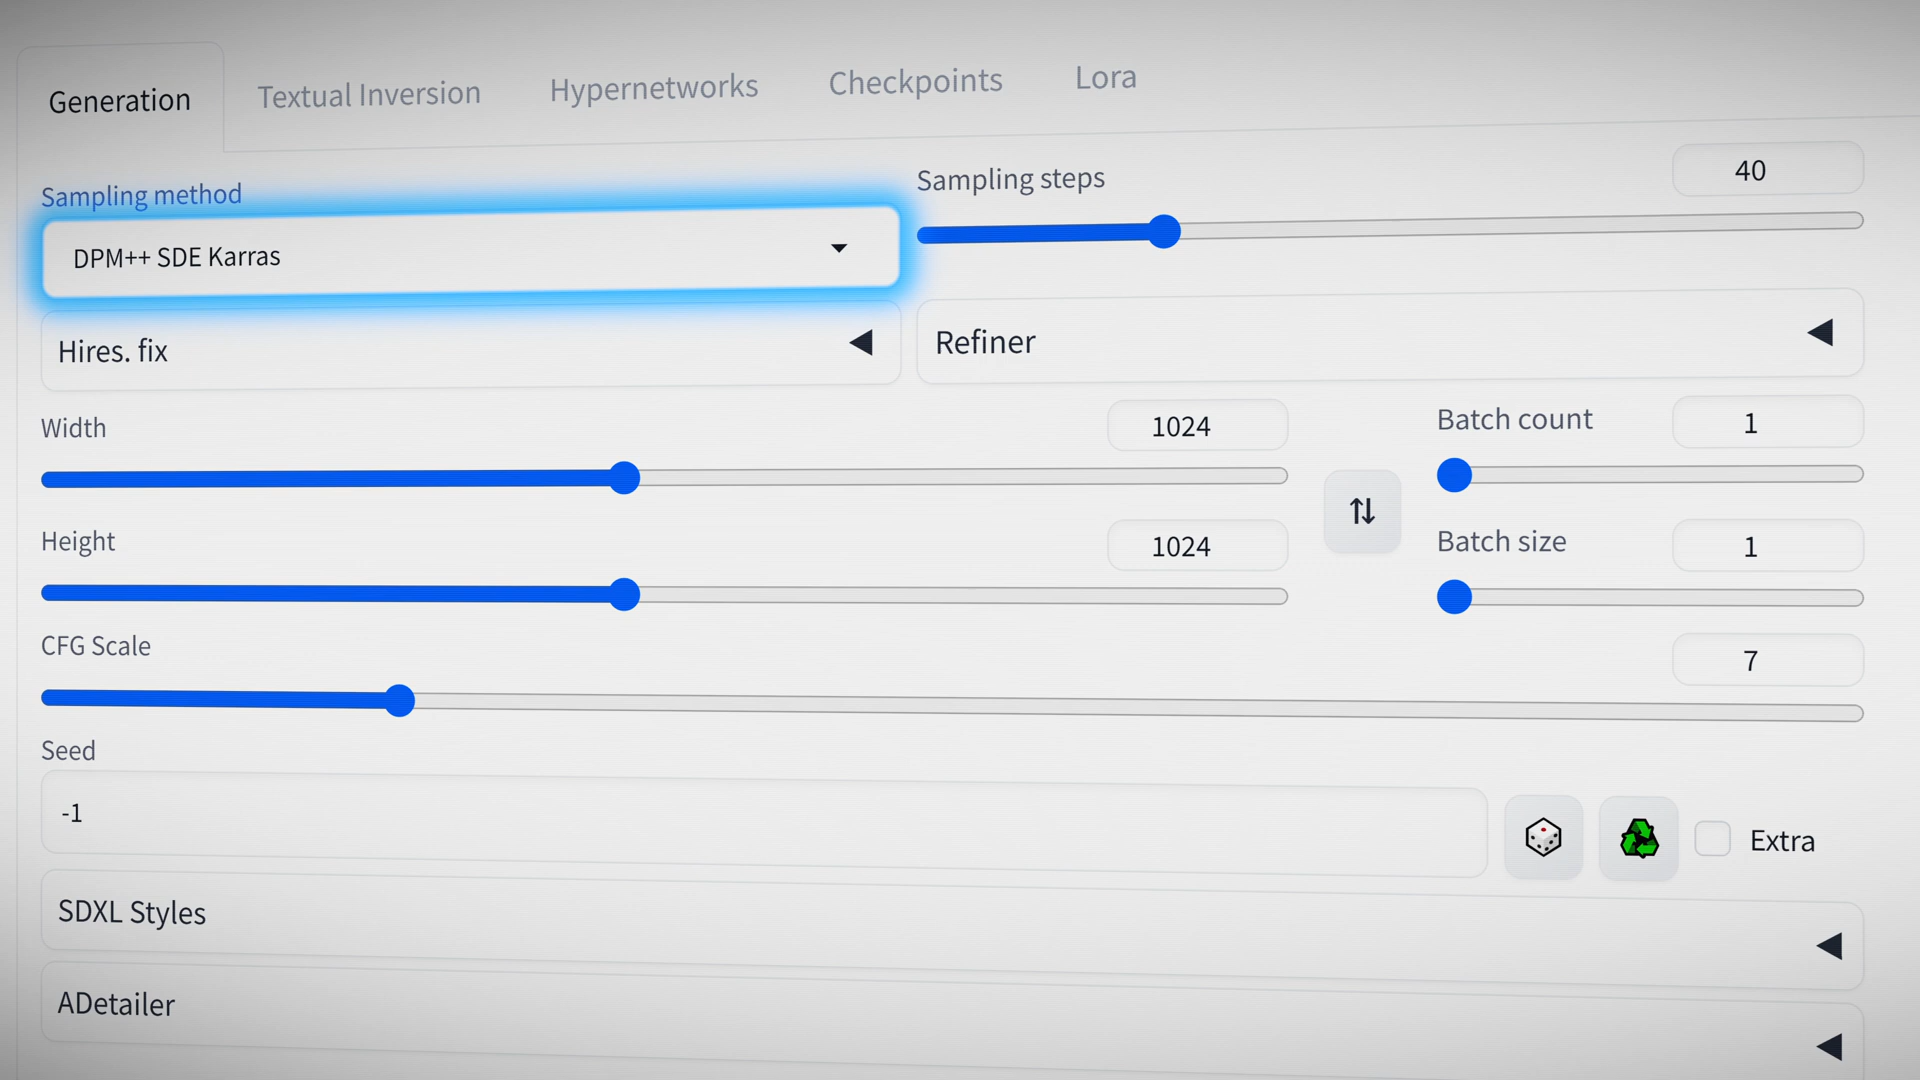 Generation Textual Inversion Hypernetworks Checkpoints Lora
Sampling method
DPM++ SDE Karras
Sampling steps 40
Hires. fix
Refiner
Width 1024
Batch count 1
Height 1024
Batch size 1
CFG Scale 7
Seed
-1
Extra
SDXL Styles
ADetailer